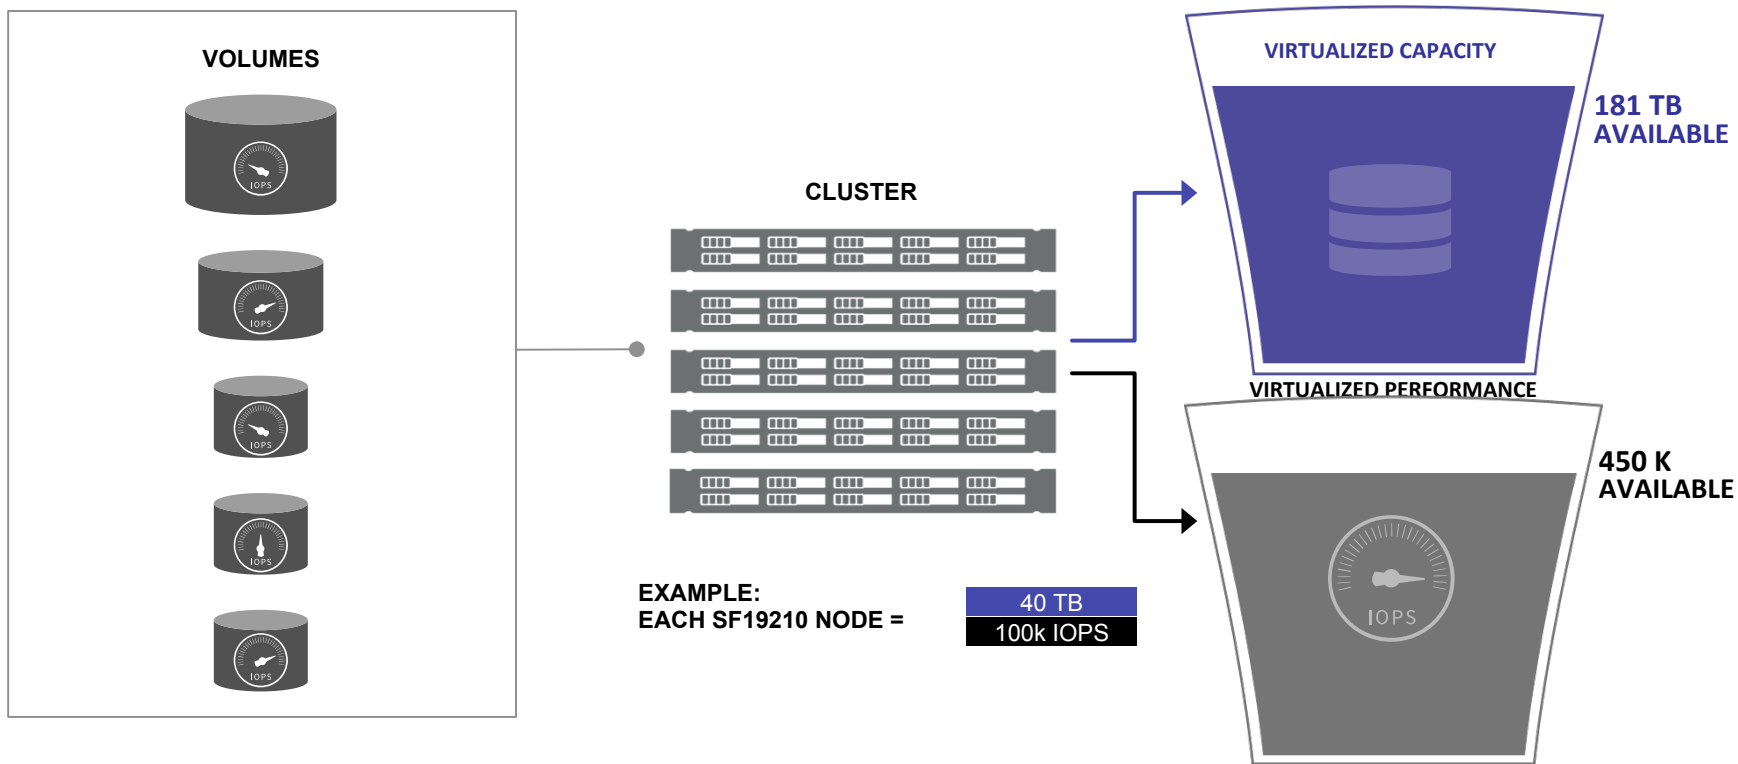 VOLUMES
IOPS
IOPS
IOPS
IOPS
IOPS
CLUSTER
EXAMPLE:
EACH SF19210 NODE =
40 TB
100k IOPS
VIRTUALIZED CAPACITY
181 TB
AVAILABLE
VIRTUALIZED PERFORMANCE
450 K
AVAILABLE
IOPS